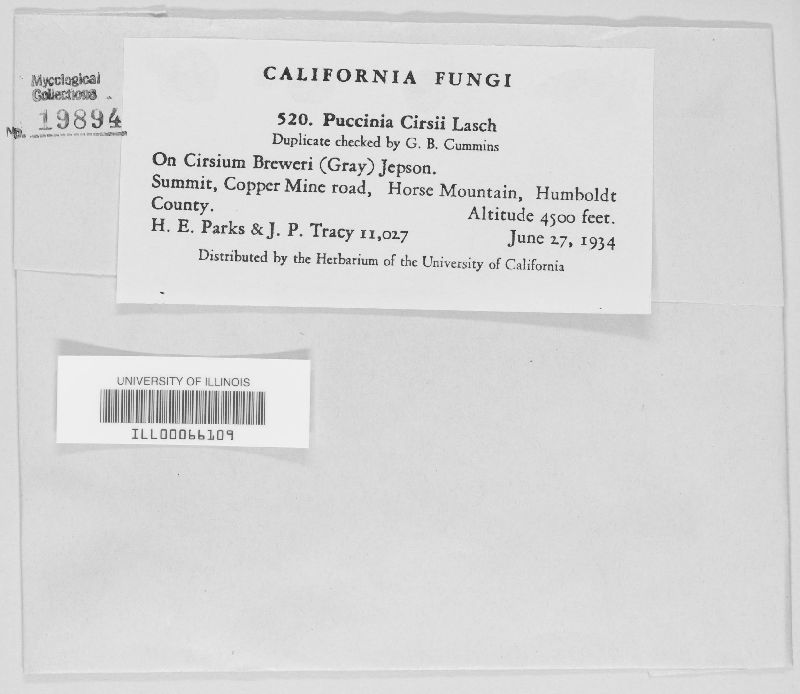 CALIFORNIA FUNGI
Mycological
Collections
No. 19894
520. Puccinia Cirsii Lasch
Duplicate checked by G. B. Cummins
On Cirsium Breweri (Gray) Jepson.
Summit, Copper Mine road, Horse Mountain, Humboldt
County. Altitude 4500 feet.
H. E. Parks & J. P. Tracy 11,027 June 27, 1934
Distributed by the Herbarium of the University of California
UNIVERSITY OF ILLINOIS
ILL00066109